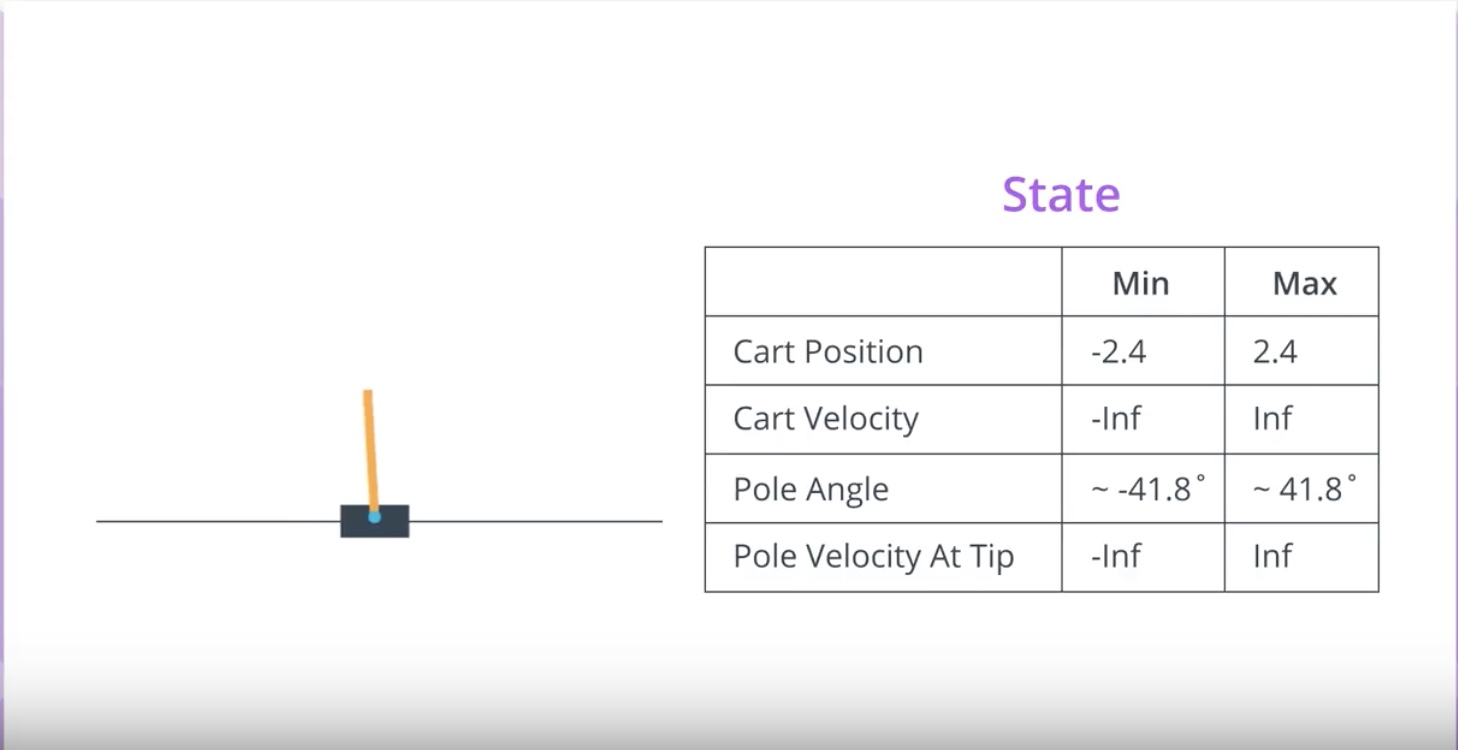 State
Min Max
Cart Position -2.4 2.4
Cart Velocity -Inf Inf
Pole Angle ~ -41.8° ~ 41.8°
Pole Velocity At Tip -Inf Inf